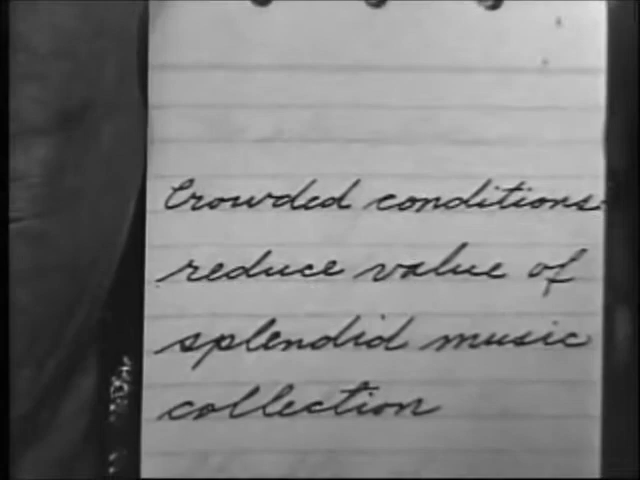 Crowded conditions
reduce value of
splendid music
collection